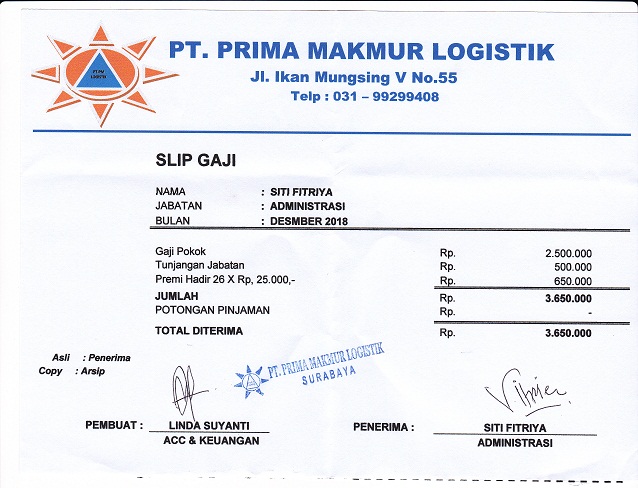 PT. PRIMA MAKMUR LOGISTIK
Jl. Ikan Mungsing V No.55
Telp : 031 – 99299408
SLIP GAJI
NAMA : SITI FITRIYA
JABATAN : ADMINISTRASI
BULAN : DESMBER 2018
Gaji Pokok Rp. 2.500.000
Tunjangan Jabatan Rp. 500.000
Premi Hadir 26 X Rp, 25.000,- Rp. 650.000
JUMLAH Rp. 3.650.000
POTONGAN PINJAMAN Rp. -
TOTAL DITERIMA Rp. 3.650.000
Asli : Penerima
Copy : Arsip
PT. PRIMA MAKMUR LOGISTIK
SURABAYA
PEMBUAT : LINDA SUYANTI PENERIMA : SITI FITRIYA
ACC & KEUANGAN ADMINISTRASI